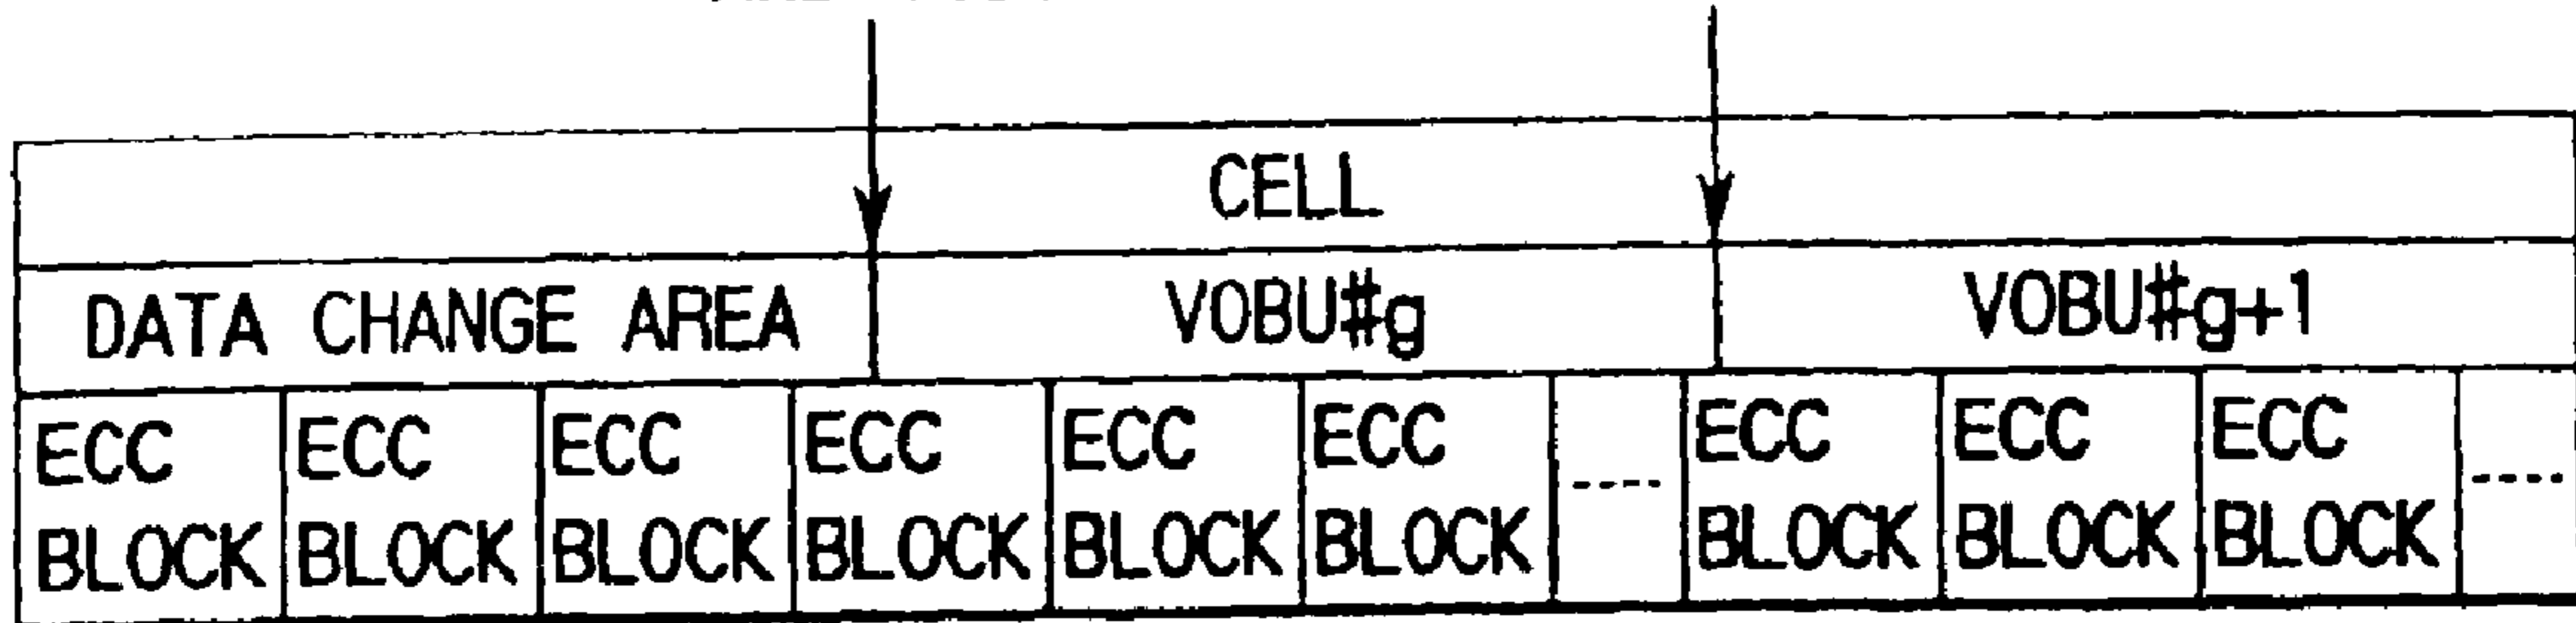 CELL
DATA CHANGE AREA VOBU#g VOBU#g+1
ECC ECC ECC ECC ECC ECC ECC ECC ECC
BLOCK BLOCK BLOCK BLOCK BLOCK BLOCK ----- BLOCK BLOCK BLOCK -----